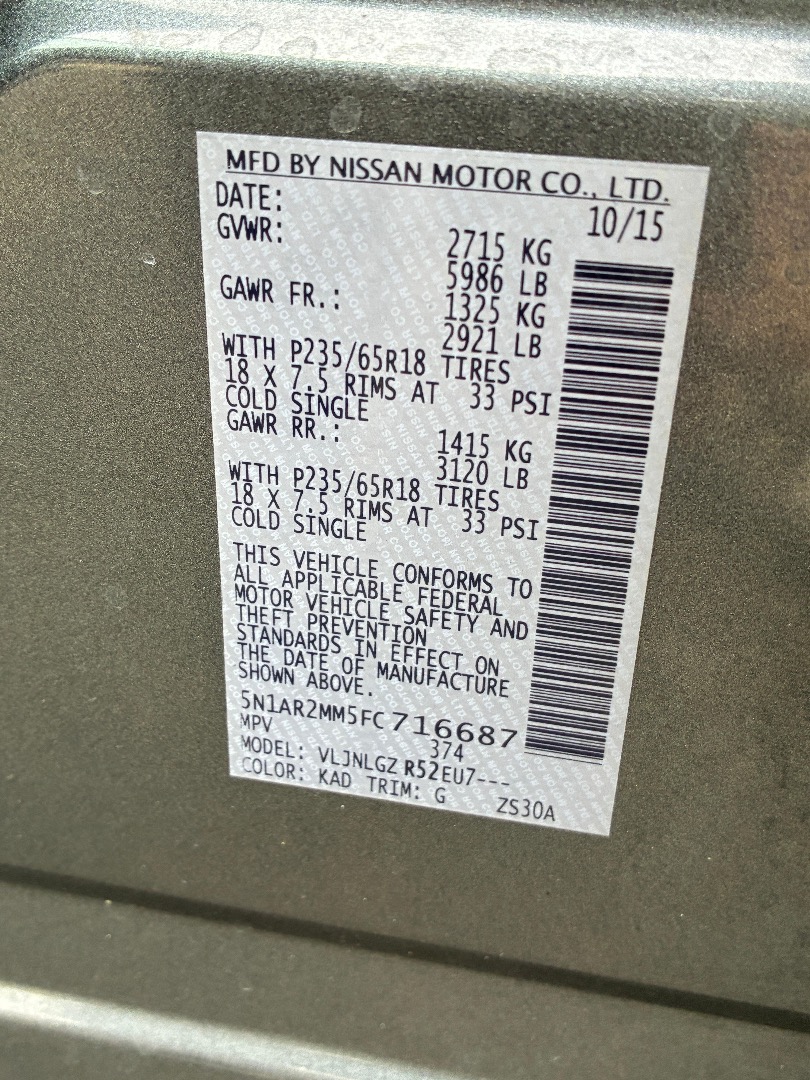 MFD BY NISSAN MOTOR CO., LTD.
DATE: 10/15
GVWR: 2715 KG
5986 LB
GAWR FR.: 1325 KG
2921 LB
WITH P235/65R18 TIRES
18 X 7.5 RIMS AT 33 PSI
COLD SINGLE
GAWR RR.: 1415 KG
3120 LB
WITH P235/65R18 TIRES
18 X 7.5 RIMS AT 33 PSI
COLD SINGLE
THIS VEHICLE CONFORMS TO
ALL APPLICABLE FEDERAL
MOTOR VEHICLE SAFETY AND
THEFT PREVENTION
STANDARDS IN EFFECT ON
THE DATE OF MANUFACTURE
SHOWN ABOVE.
5N1AR2MM5FC 716687
MPV 374
MODEL: VLJNLGZ R52EU7---
COLOR: KAD TRIM: G ZS30A